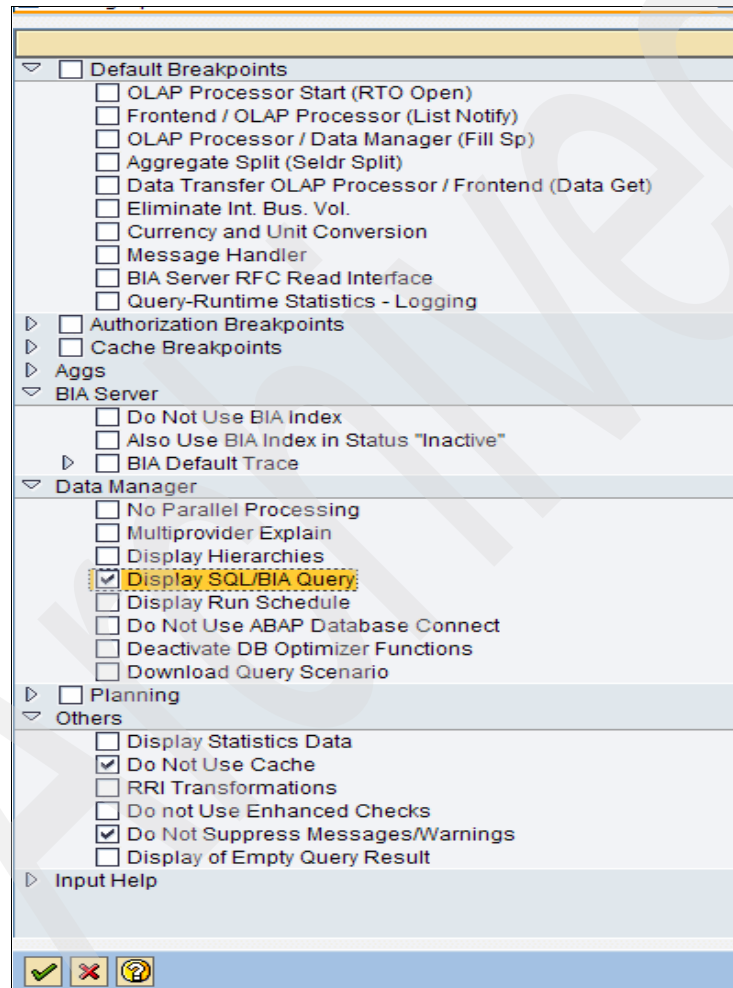 Default Breakpoints
OLAP Processor Start (RTO Open)
Frontend / OLAP Processor (List Notify)
OLAP Processor / Data Manager (Fill Sp)
Aggregate Split (Seldr Split)
Data Transfer OLAP Processor / Frontend (Data Get)
Eliminate Int. Bus. Vol.
Currency and Unit Conversion
Message Handler
BIA Server RFC Read Interface
Query-Runtime Statistics - Logging
Authorization Breakpoints
Cache Breakpoints
Aggs
BIA Server
Do Not Use BIA index
Also Use BIA Index in Status "Inactive"
BIA Default Trace
Data Manager
No Parallel Processing
Multiprovider Explain
Display Hierarchies
Display SQL/BIA Query
Display Run Schedule
Do Not Use ABAP Database Connect
Deactivate DB Optimizer Functions
Download Query Scenario
Planning
Others
Display Statistics Data
Do Not Use Cache
RRI Transformations
Do not Use Enhanced Checks
Do Not Suppress Messages/Warnings
Display of Empty Query Result
Input Help